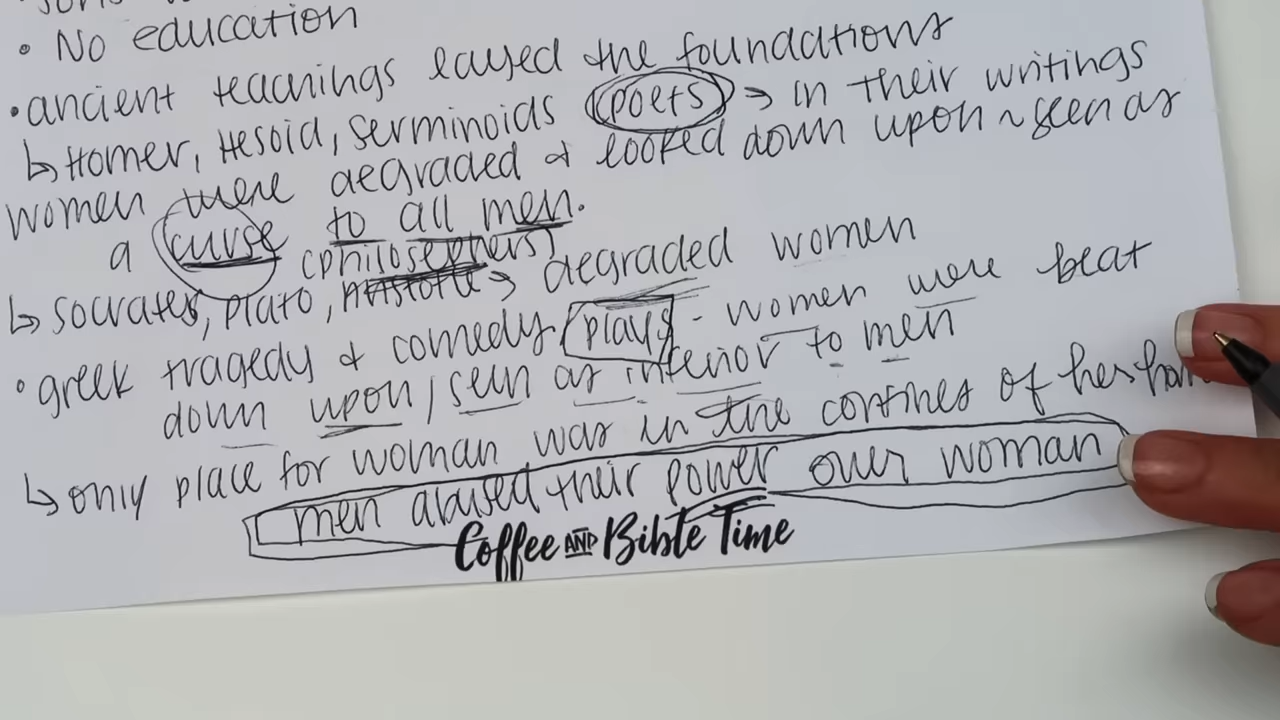 • No education
• ancient teachings layed the foundations
↳ Homer, Hesoid, Serminoids (poets) → in their writings
women were degraded & looked down upon ~ seen as
a curse to all men.
(philosophers)
↳ Socrates, Plato, Aristotle → degraded women
• greek tragedy & comedy (plays - women were beat
down upon / seen as inferior to men
↳ only place for woman was in the confines of her
men abused their power over woman
Coffee AND Bible Time